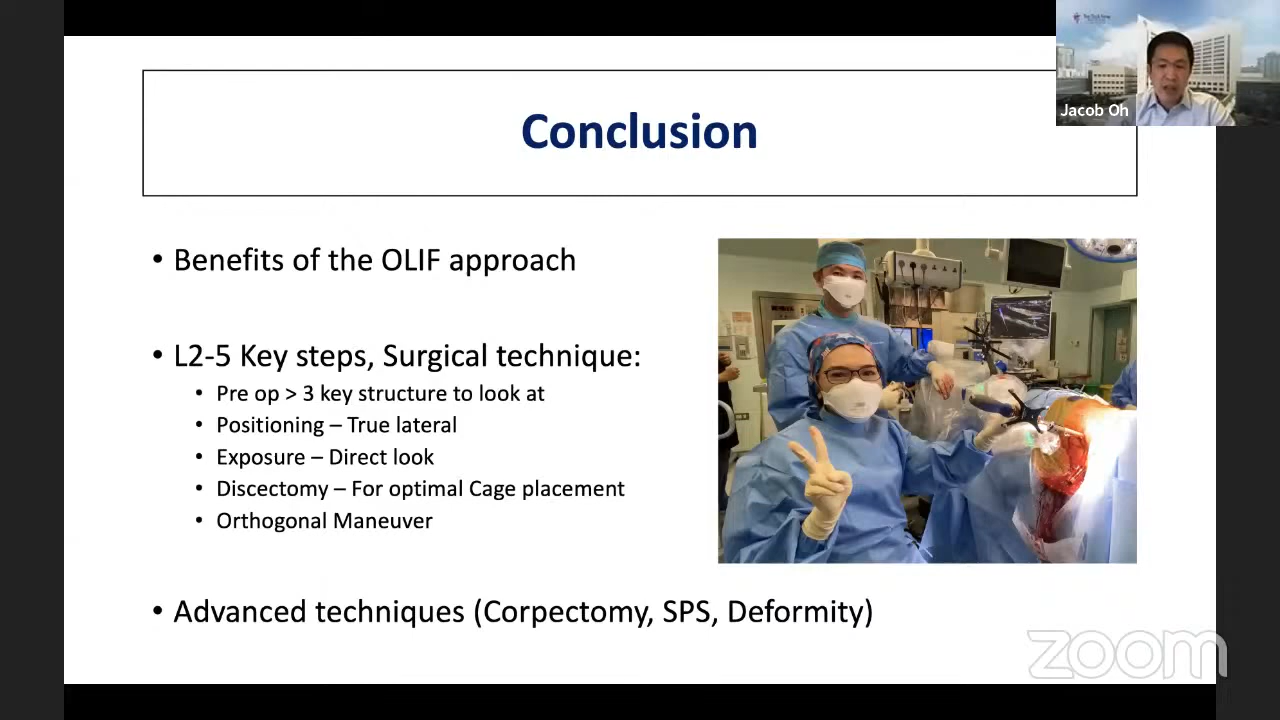 Jacob Oh
Conclusion
• Benefits of the OLIF approach
• L2-5 Key steps, Surgical technique:
• Pre op > 3 key structure to look at
• Positioning – True lateral
• Exposure – Direct look
• Discectomy – For optimal Cage placement
• Orthogonal Maneuver
• Advanced techniques (Corpectomy, SPS, Deformity)
zoom